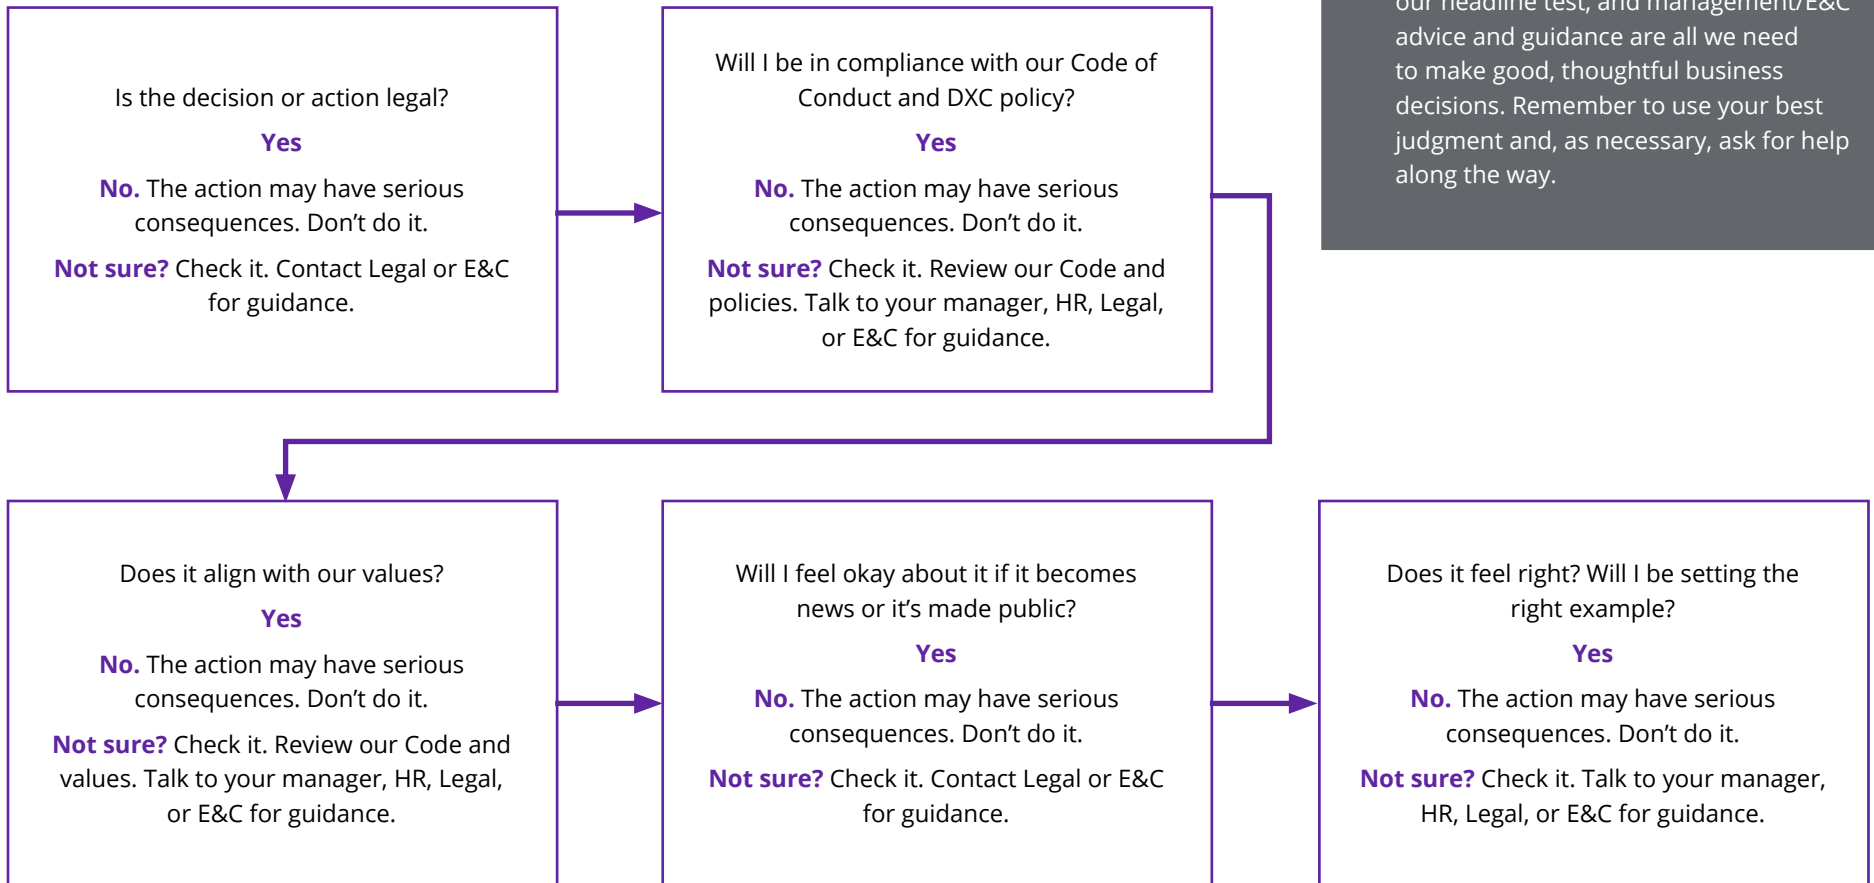 Is the decision or action legal?
Yes
No. The action may have serious
consequences. Don’t do it.
Not sure? Check it. Contact Legal or E&C
for guidance.
Will I be in compliance with our Code of
Conduct and DXC policy?
Yes
No. The action may have serious
consequences. Don’t do it.
Not sure? Check it. Review our Code and
policies. Talk to your manager, HR, Legal,
or E&C for guidance.
our headline test, and management/E&C
advice and guidance are all we need
to make good, thoughtful business
decisions. Remember to use your best
judgment and, as necessary, ask for help
along the way.
Does it align with our values?
Yes
No. The action may have serious
consequences. Don’t do it.
Not sure? Check it. Review our Code and
values. Talk to your manager, HR, Legal,
or E&C for guidance.
Will I feel okay about it if it becomes
news or it’s made public?
Yes
No. The action may have serious
consequences. Don’t do it.
Not sure? Check it. Contact Legal or E&C
for guidance.
Does it feel right? Will I be setting the
right example?
Yes
No. The action may have serious
consequences. Don’t do it.
Not sure? Check it. Talk to your manager,
HR, Legal, or E&C for guidance.